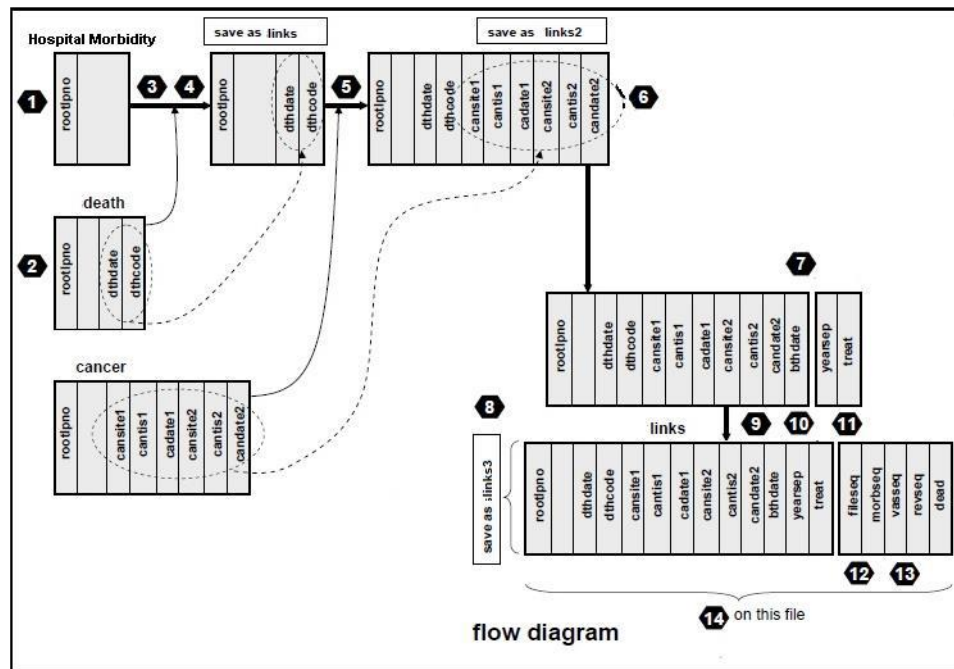 save as links
save as links2
Hospital Morbidity
1
rootlpno
3
4
dthdate
dthcode
5
rootlpno
dthdate
dthcode
cansite1
cantis1
cadate1
cansite2
cantis2
candate2
6
death
2
rootlpno
dthdate
dthcode
7
rootlpno
dthdate
dthcode
cansite1
cantis1
cadate1
cansite2
cantis2
candate2
bthdate
yearsep
treat
cancer
rootlpno
cansite1
cantis1
cadate1
cansite2
cantis2
candate2
8
links
9
10
11
save as slinks3
rootlpno
dthdate
dthcode
cansite1
cantis1
cadate1
cansite2
cantis2
candate2
bthdate
yearsep
treat
fileseq
morbseq
vasseq
revseq
dead
12
13
14 on this file
flow diagram